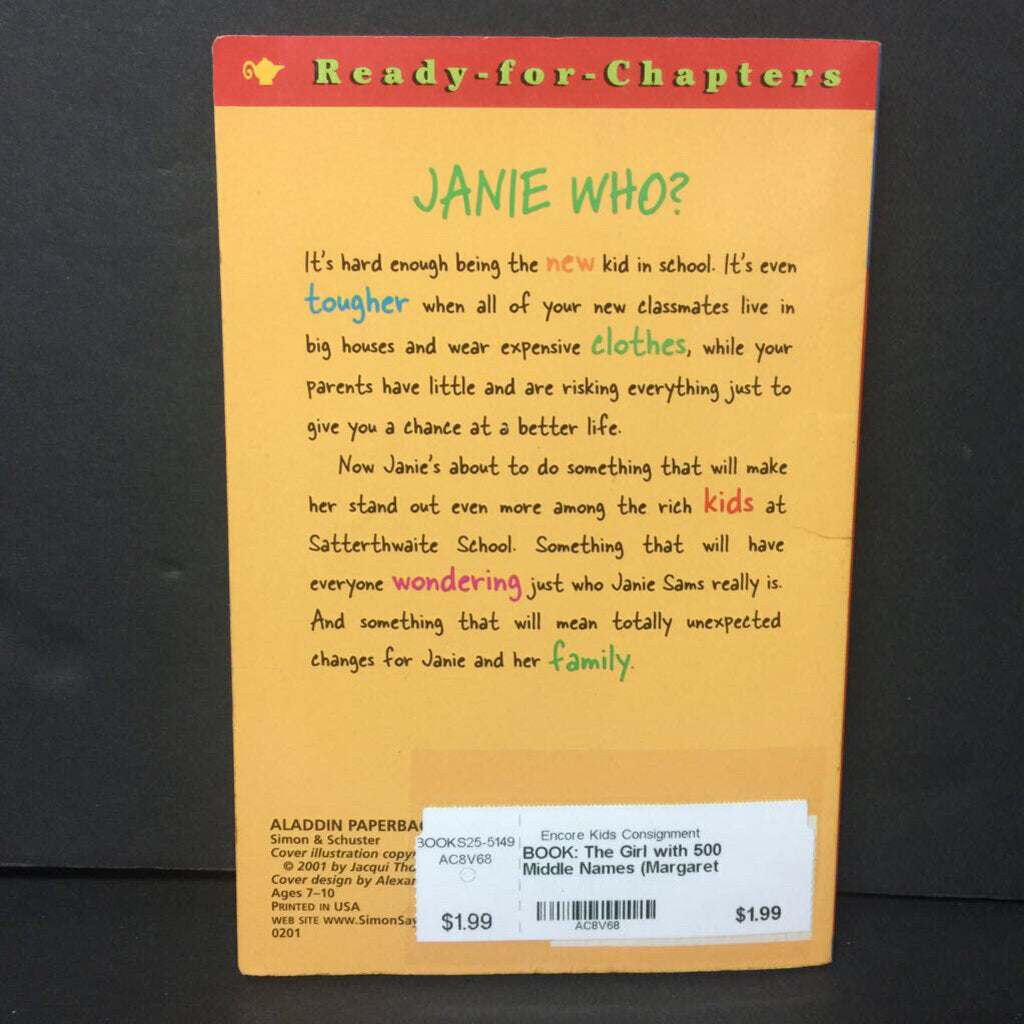 Ready-for-Chapters
JANIE WHO?
It's hard enough being the new kid in school. It's even
tougher when all of your new classmates live in
big houses and wear expensive clothes, while your
parents have little and are risking everything just to
give you a chance at a better life.
Now Janie's about to do something that will make
her stand out even more among the rich kids at
Satterthwaite School. Something that will have
everyone wondering just who Janie Sams really is.
And something that will mean totally unexpected
changes for Janie and her family.
ALADDIN
Simon & Schuster
Cover illustration
© 2001 by Jacqui
Cover design by
Ages 7–10
PRINTED IN USA
WEB SITE
0201
BOOKS25-5149
AC8V68
$1.99
Encore Kids Consignment
BOOK: The Girl with 500
Middle Names (Margaret
AC8V68
$1.99